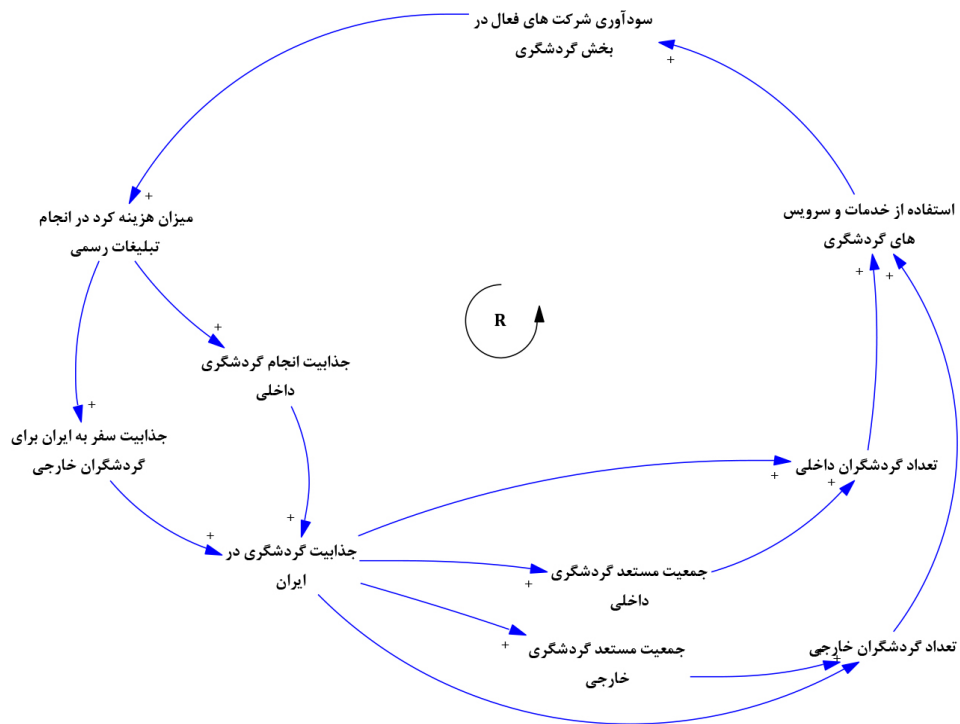 سودآوری شرکت های فعال در
بخش گردشگری
+
+
میزان هزینه کرد در انجام
تبلیغات رسمی
استفاده از خدمات و سرویس
های گردشگری
+
+
R
+
جذابیت انجام گردشگری
داخلی
+
جذابیت سفر به ایران برای
گردشگران خارجی
تعداد گردشگران داخلی
+
+
+
+
جذابیت گردشگری در
ایران
جمعیت مستعد گردشگری
داخلی
+
تعداد گردشگران خارجی
+
+
جمعیت مستعد گردشگری
خارجی
+